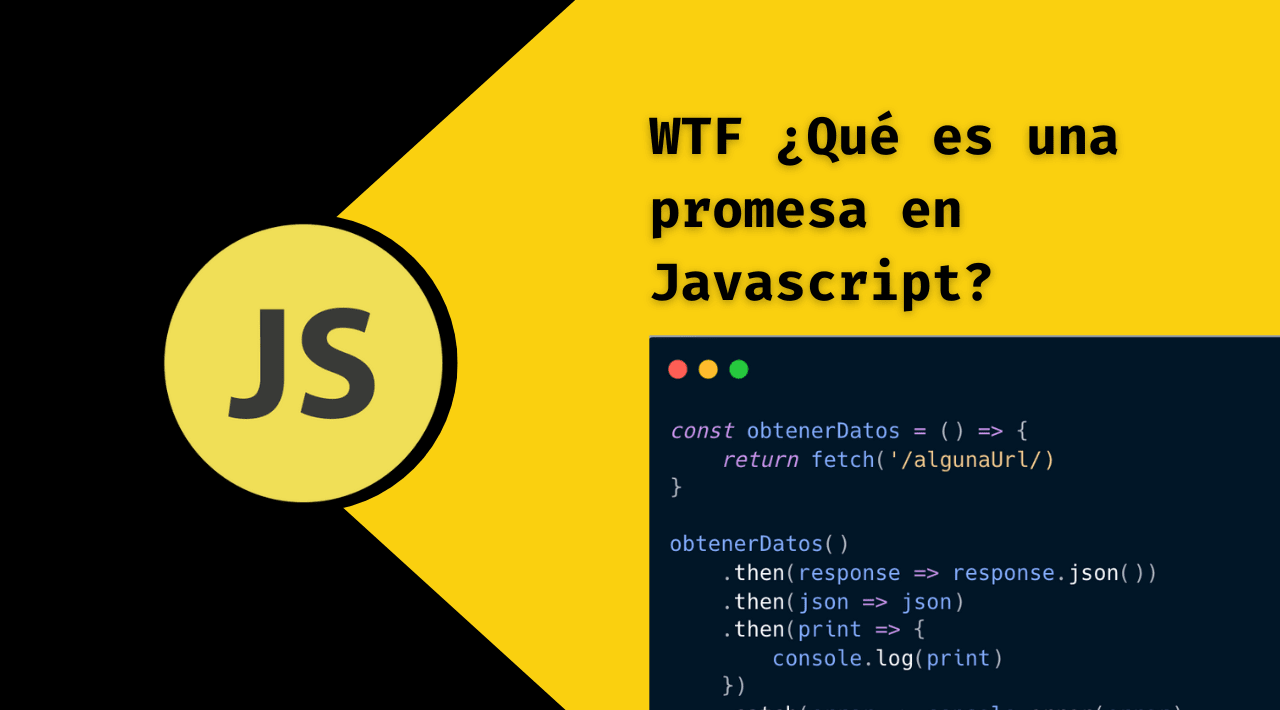 JS
WTF ¿Qué es una
promesa en
Javascript?
const obtenerDatos = () => {
return fetch('/algunaUrl/)
}
obtenerDatos()
.then(response => response.json())
.then(json => json)
.then(print => {
console.log(print)
})